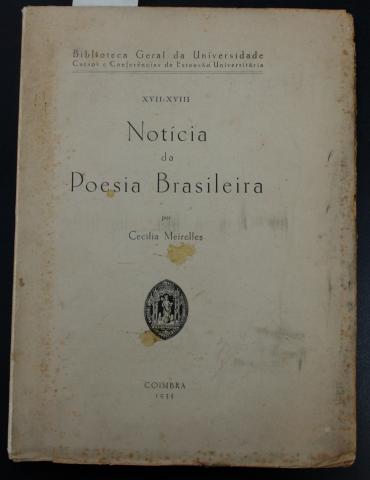 Biblioteca Geral da Universidade
Cursos e Conferências de Extensão Universitária
XVII-XVIII
Notícia
da
Poesia Brasileira
por
Cecília Meirelles
COIMBRA
1935